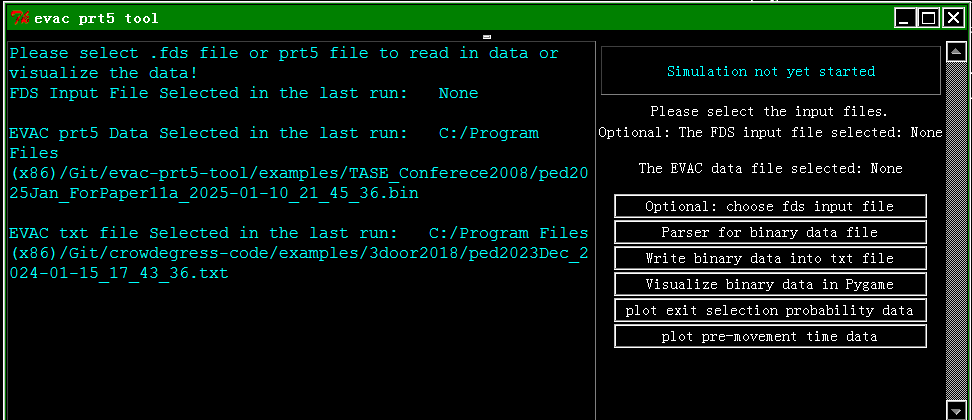 evac prt5 tool
Please select .fds file or prt5 file to read in data or
visualize the data!
FDS Input File Selected in the last run:   None
EVAC prt5 Data Selected in the last run:   C:/Program
Files
(x86)/Git/evac-prt5-tool/examples/TASE_Conferece2008/ped20
25Jan_ForPaper11a_2025-01-10_21_45_36.bin
EVAC txt file Selected in the last run:   C:/Program Files
(x86)/Git/crowdegress-code/examples/3door2018/ped2023Dec_2
024-01-15_17_43_36.txt
Simulation not yet started
Please select the input files.
Optional: The FDS input file selected: None
The EVAC data file selected: None
Optional: choose fds input file
Parser for binary data file
Write binary data into txt file
Visualize binary data in Pygame
plot exit selection probability data
plot pre-movement time data